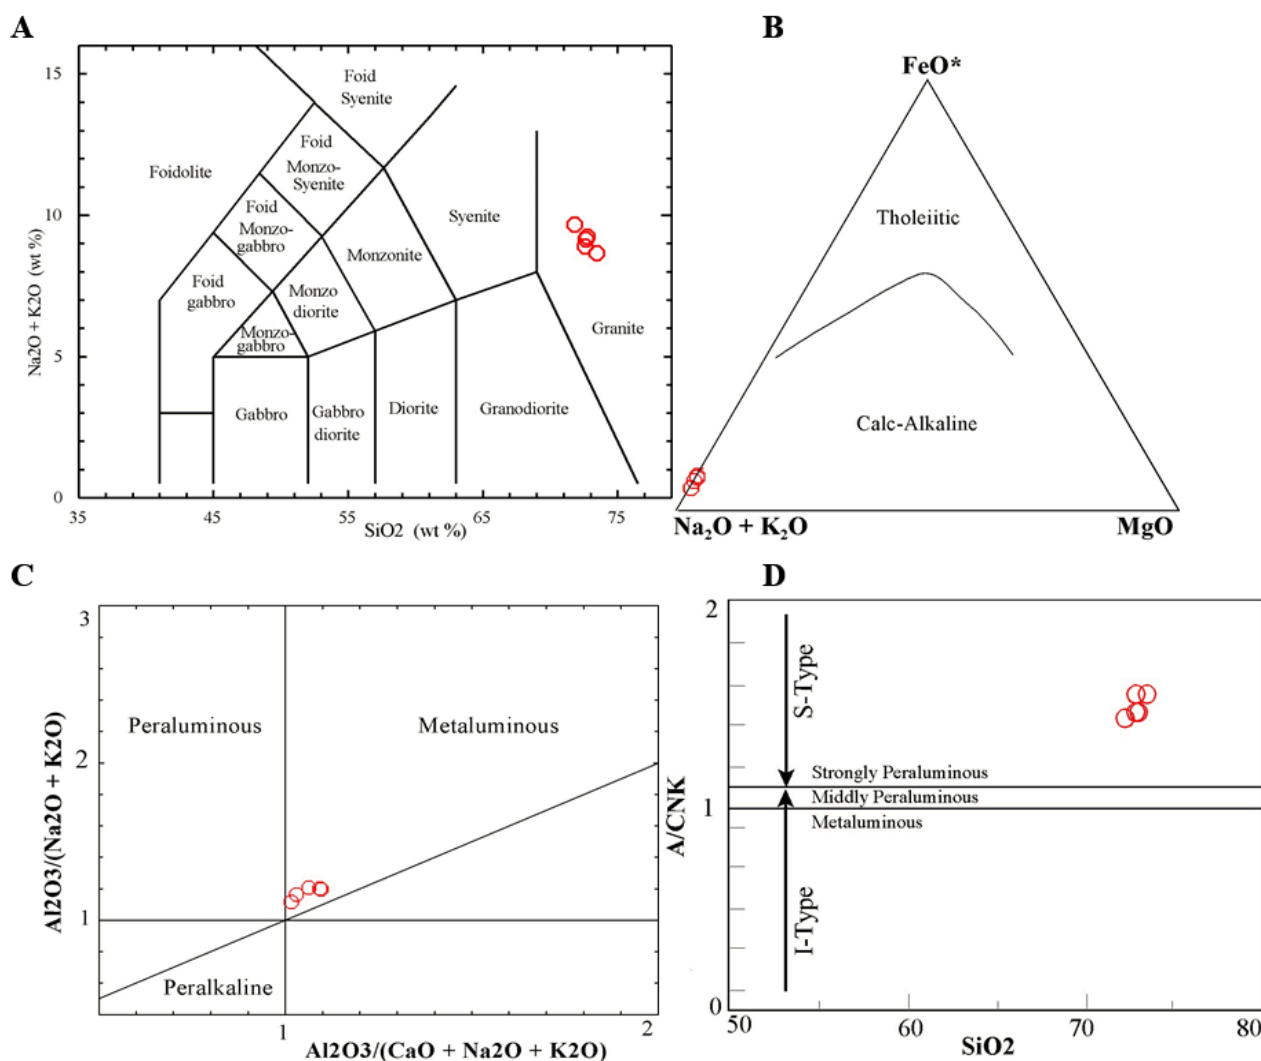 A
15
10
5
0
35
45
55
65
75
Na2O + K2O (wt %)
SiO2 (wt %)
Foid
Syenite
Foid
Monzo-
Syenite
Foidolite
Foid
Monzo-
gabbro
Syenite
Monzonite
Foid
gabbro
Monzo
diorite
Monzo-
gabbro
Granite
Gabbro
Gabbro
diorite
Diorite
Granodiorite
B
FeO*
Tholeiitic
Calc-Alkaline
Na₂O + K₂O
MgO
C
3
2
1
Al2O3/(Na2O + K2O)
Peraluminous
Metaluminous
Peralkaline
1
2
Al2O3/(CaO + Na2O + K2O)
D
2
1
0
A/CNK
S-Type
Strongly Peraluminous
Middly Peraluminous
Metaluminous
I-Type
50
60
70
80
SiO2